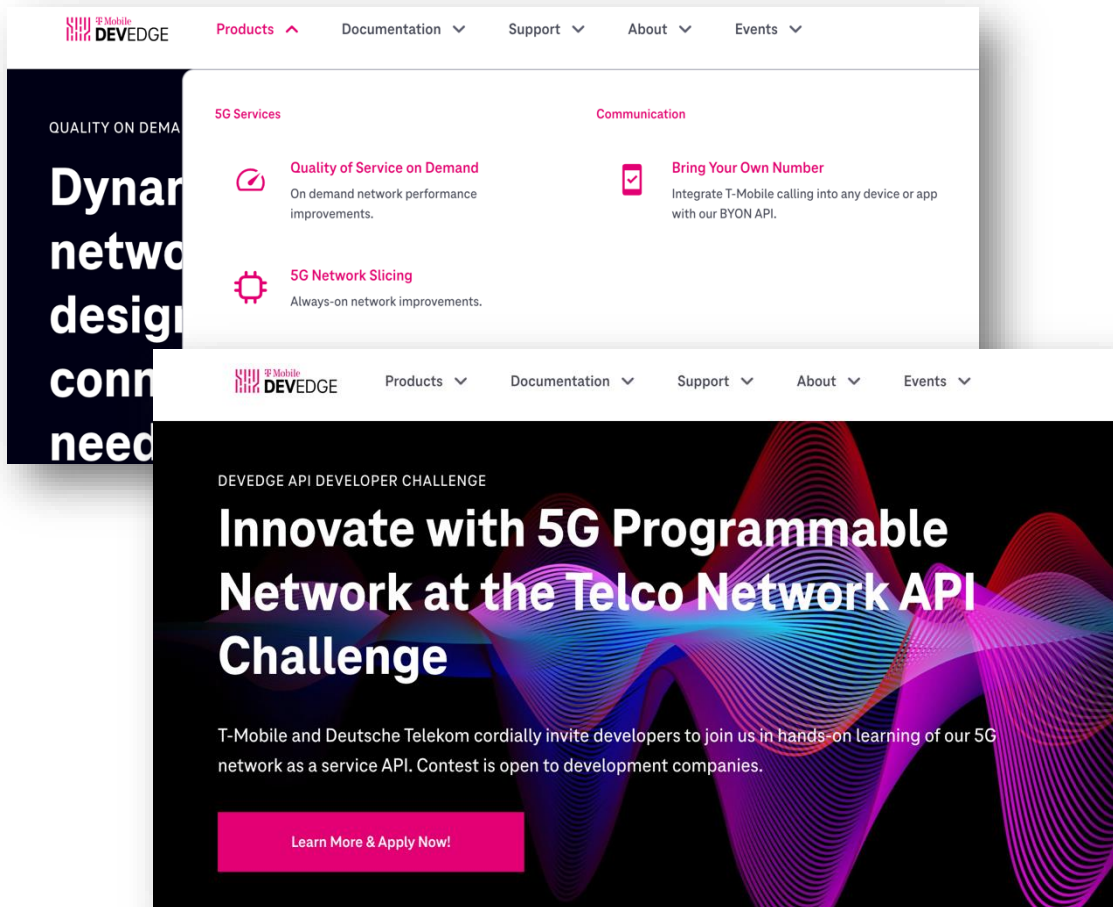 T Mobile
DEVEDGE
Products
Documentation
Support
About
Events
QUALITY ON DEMA
Dynar
netwo
desig
conn
need
5G Services
Quality of Service on Demand
On demand network performance
improvements.
5G Network Slicing
Always-on network improvements.
Communication
Bring Your Own Number
Integrate T-Mobile calling into any device or app
with our BYON API.
T Mobile
DEVEDGE
Products
Documentation
Support
About
Events
DEVEDGE API DEVELOPER CHALLENGE
Innovate with 5G Programmable
Network at the Telco Network API
Challenge
T-Mobile and Deutsche Telekom cordially invite developers to join us in hands-on learning of our 5G
network as a service API. Contest is open to development companies.
Learn More & Apply Now!